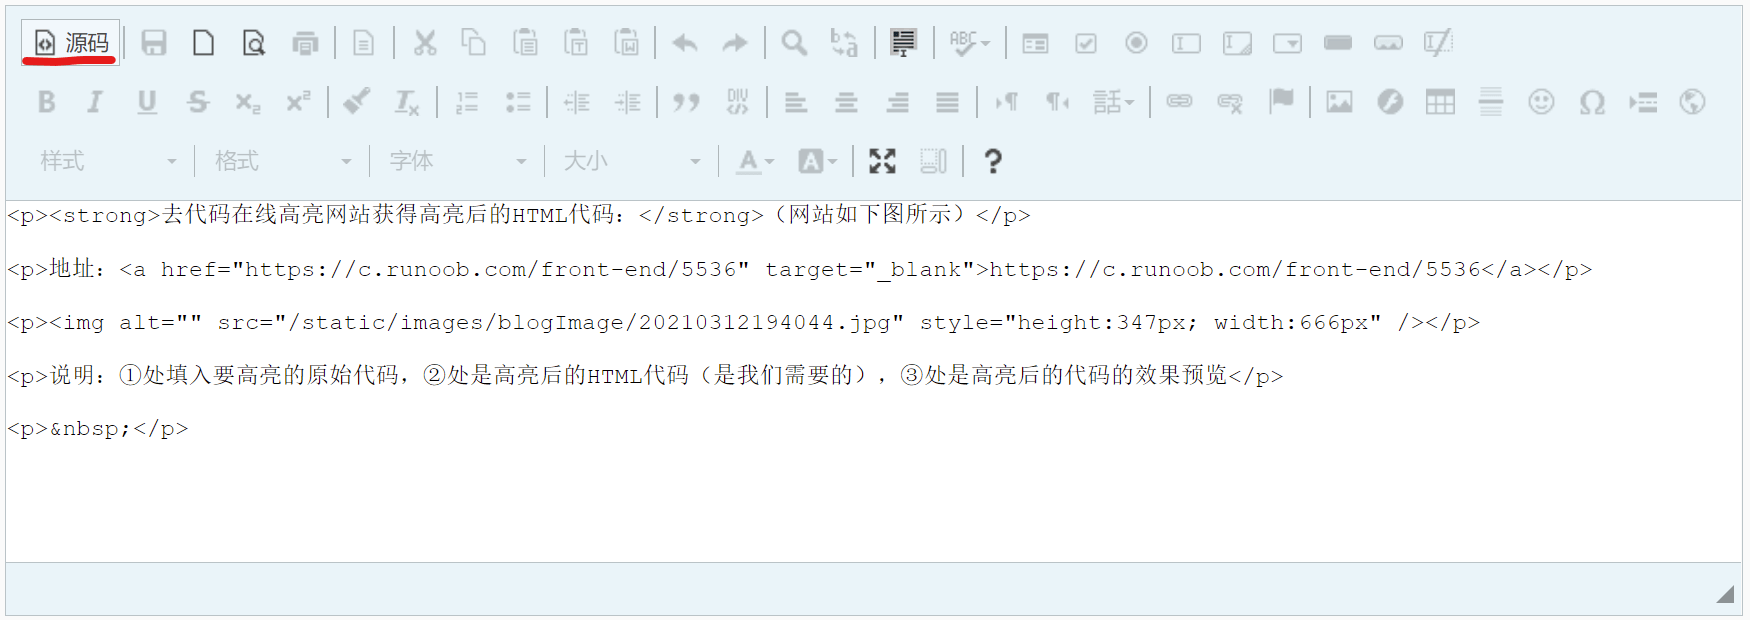 源码
ABC
DIV
話
样式 格式 字体 大小 A A ?
<p><strong>去代码在线高亮网站获得高亮后的HTML代码：</strong>（网站如下图所示）</p>
<p>地址：<a href="https://c.runoob.com/front-end/5536" target="_blank">https://c.runoob.com/front-end/5536</a></p>
<p><img alt="" src="/static/images/blogImage/20210312194044.jpg" style="height:347px; width:666px" /></p>
<p>说明：①处填入要高亮的原始代码，②处是高亮后的HTML代码（是我们需要的），③处是高亮后的代码的效果预览</p>
<p>&nbsp;</p>